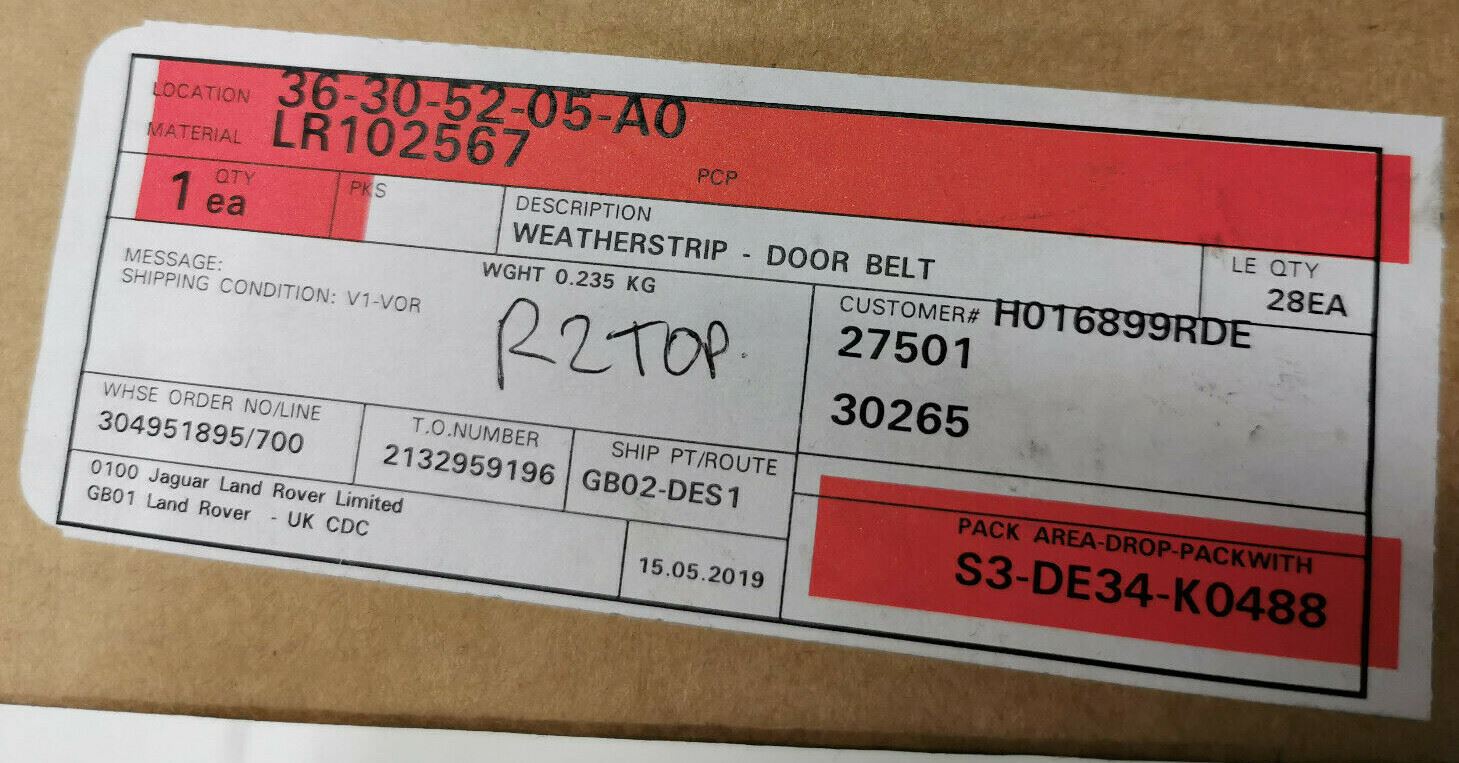 LOCATION 36-30-52-05-A0
MATERIAL LR102567
PCP
QTY
1 ea
PKS
DESCRIPTION
WEATHERSTRIP - DOOR BELT
LE QTY
28EA
MESSAGE:
SHIPPING CONDITION: V1-VOR
WGHT 0.235 KG
R2TOP.
CUSTOMER# H016899RDE
27501
30265
WHSE ORDER NO/LINE
304951895/700
T.O.NUMBER
2132959196
SHIP PT/ROUTE
GB02-DES1
0100 Jaguar Land Rover Limited
GB01 Land Rover - UK CDC
15.05.2019
PACK AREA-DROP-PACKWITH
S3-DE34-K0488